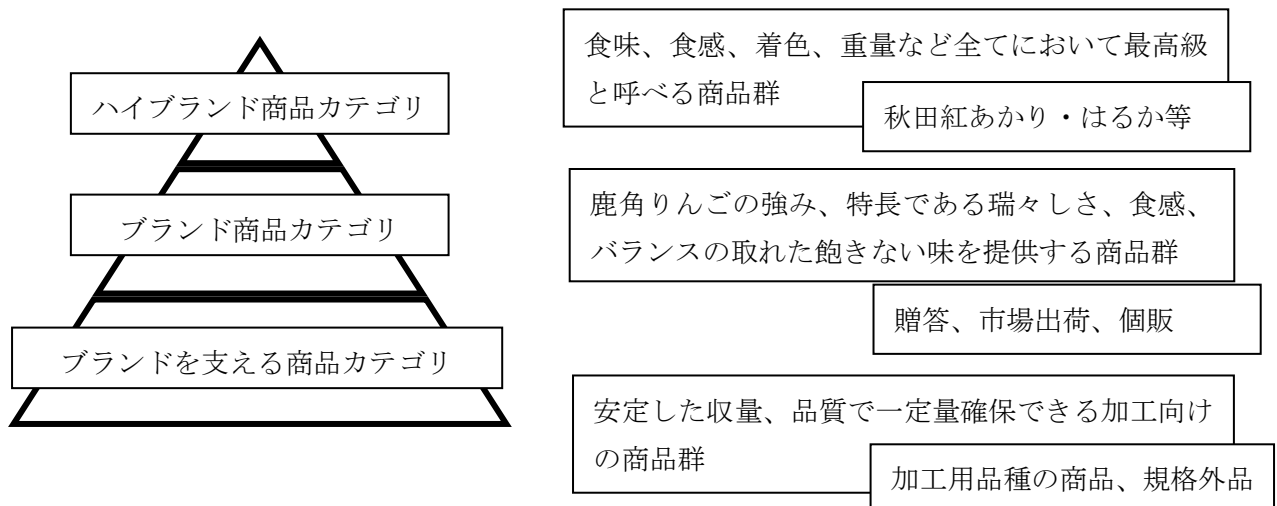 ハイブランド商品カテゴリ
食味、食感、着色、重量など全てにおいて最高級
と呼べる商品群
秋田紅あかり・はるか等
ブランド商品カテゴリ
鹿角りんごの強み、特長である瑞々しさ、食感、
バランスの取れた飽きない味を提供する商品群
贈答、市場出荷、個販
ブランドを支える商品カテゴリ
安定した収量、品質で一定量確保できる加工向け
の商品群
加工用品種の商品、規格外品